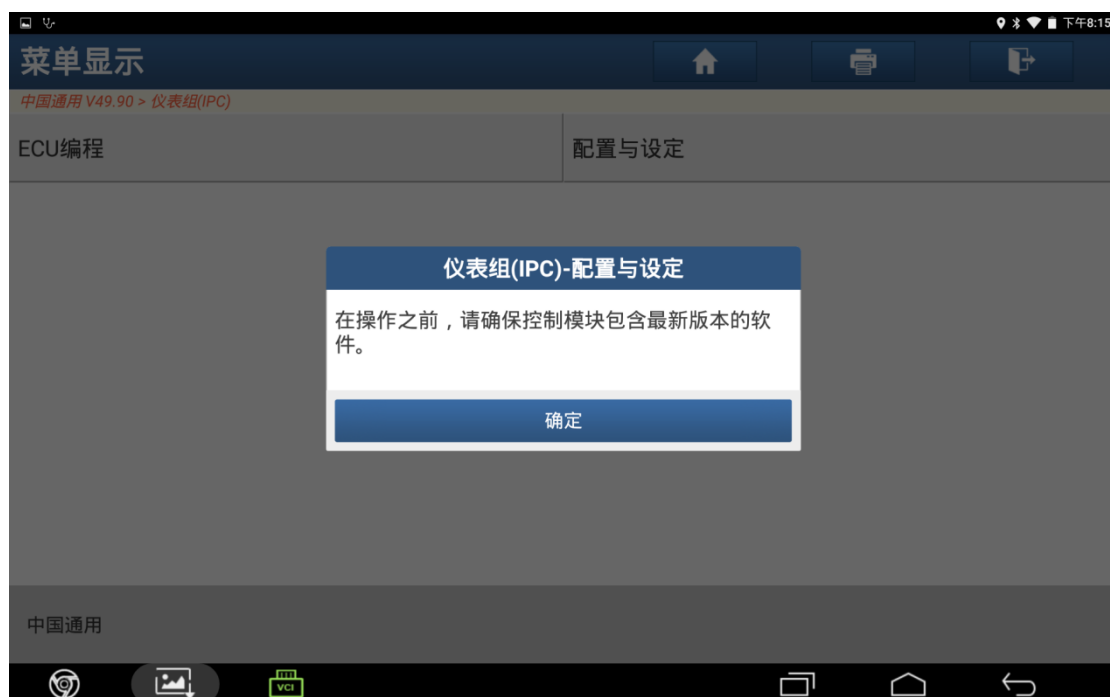 下午8:15
菜单显示
中国通用 V49.90 > 仪表组(IPC)
ECU编程
配置与设定
仪表组(IPC)-配置与设定
在操作之前，请确保控制模块包含最新版本的软
件。
确定
中国通用
VCI